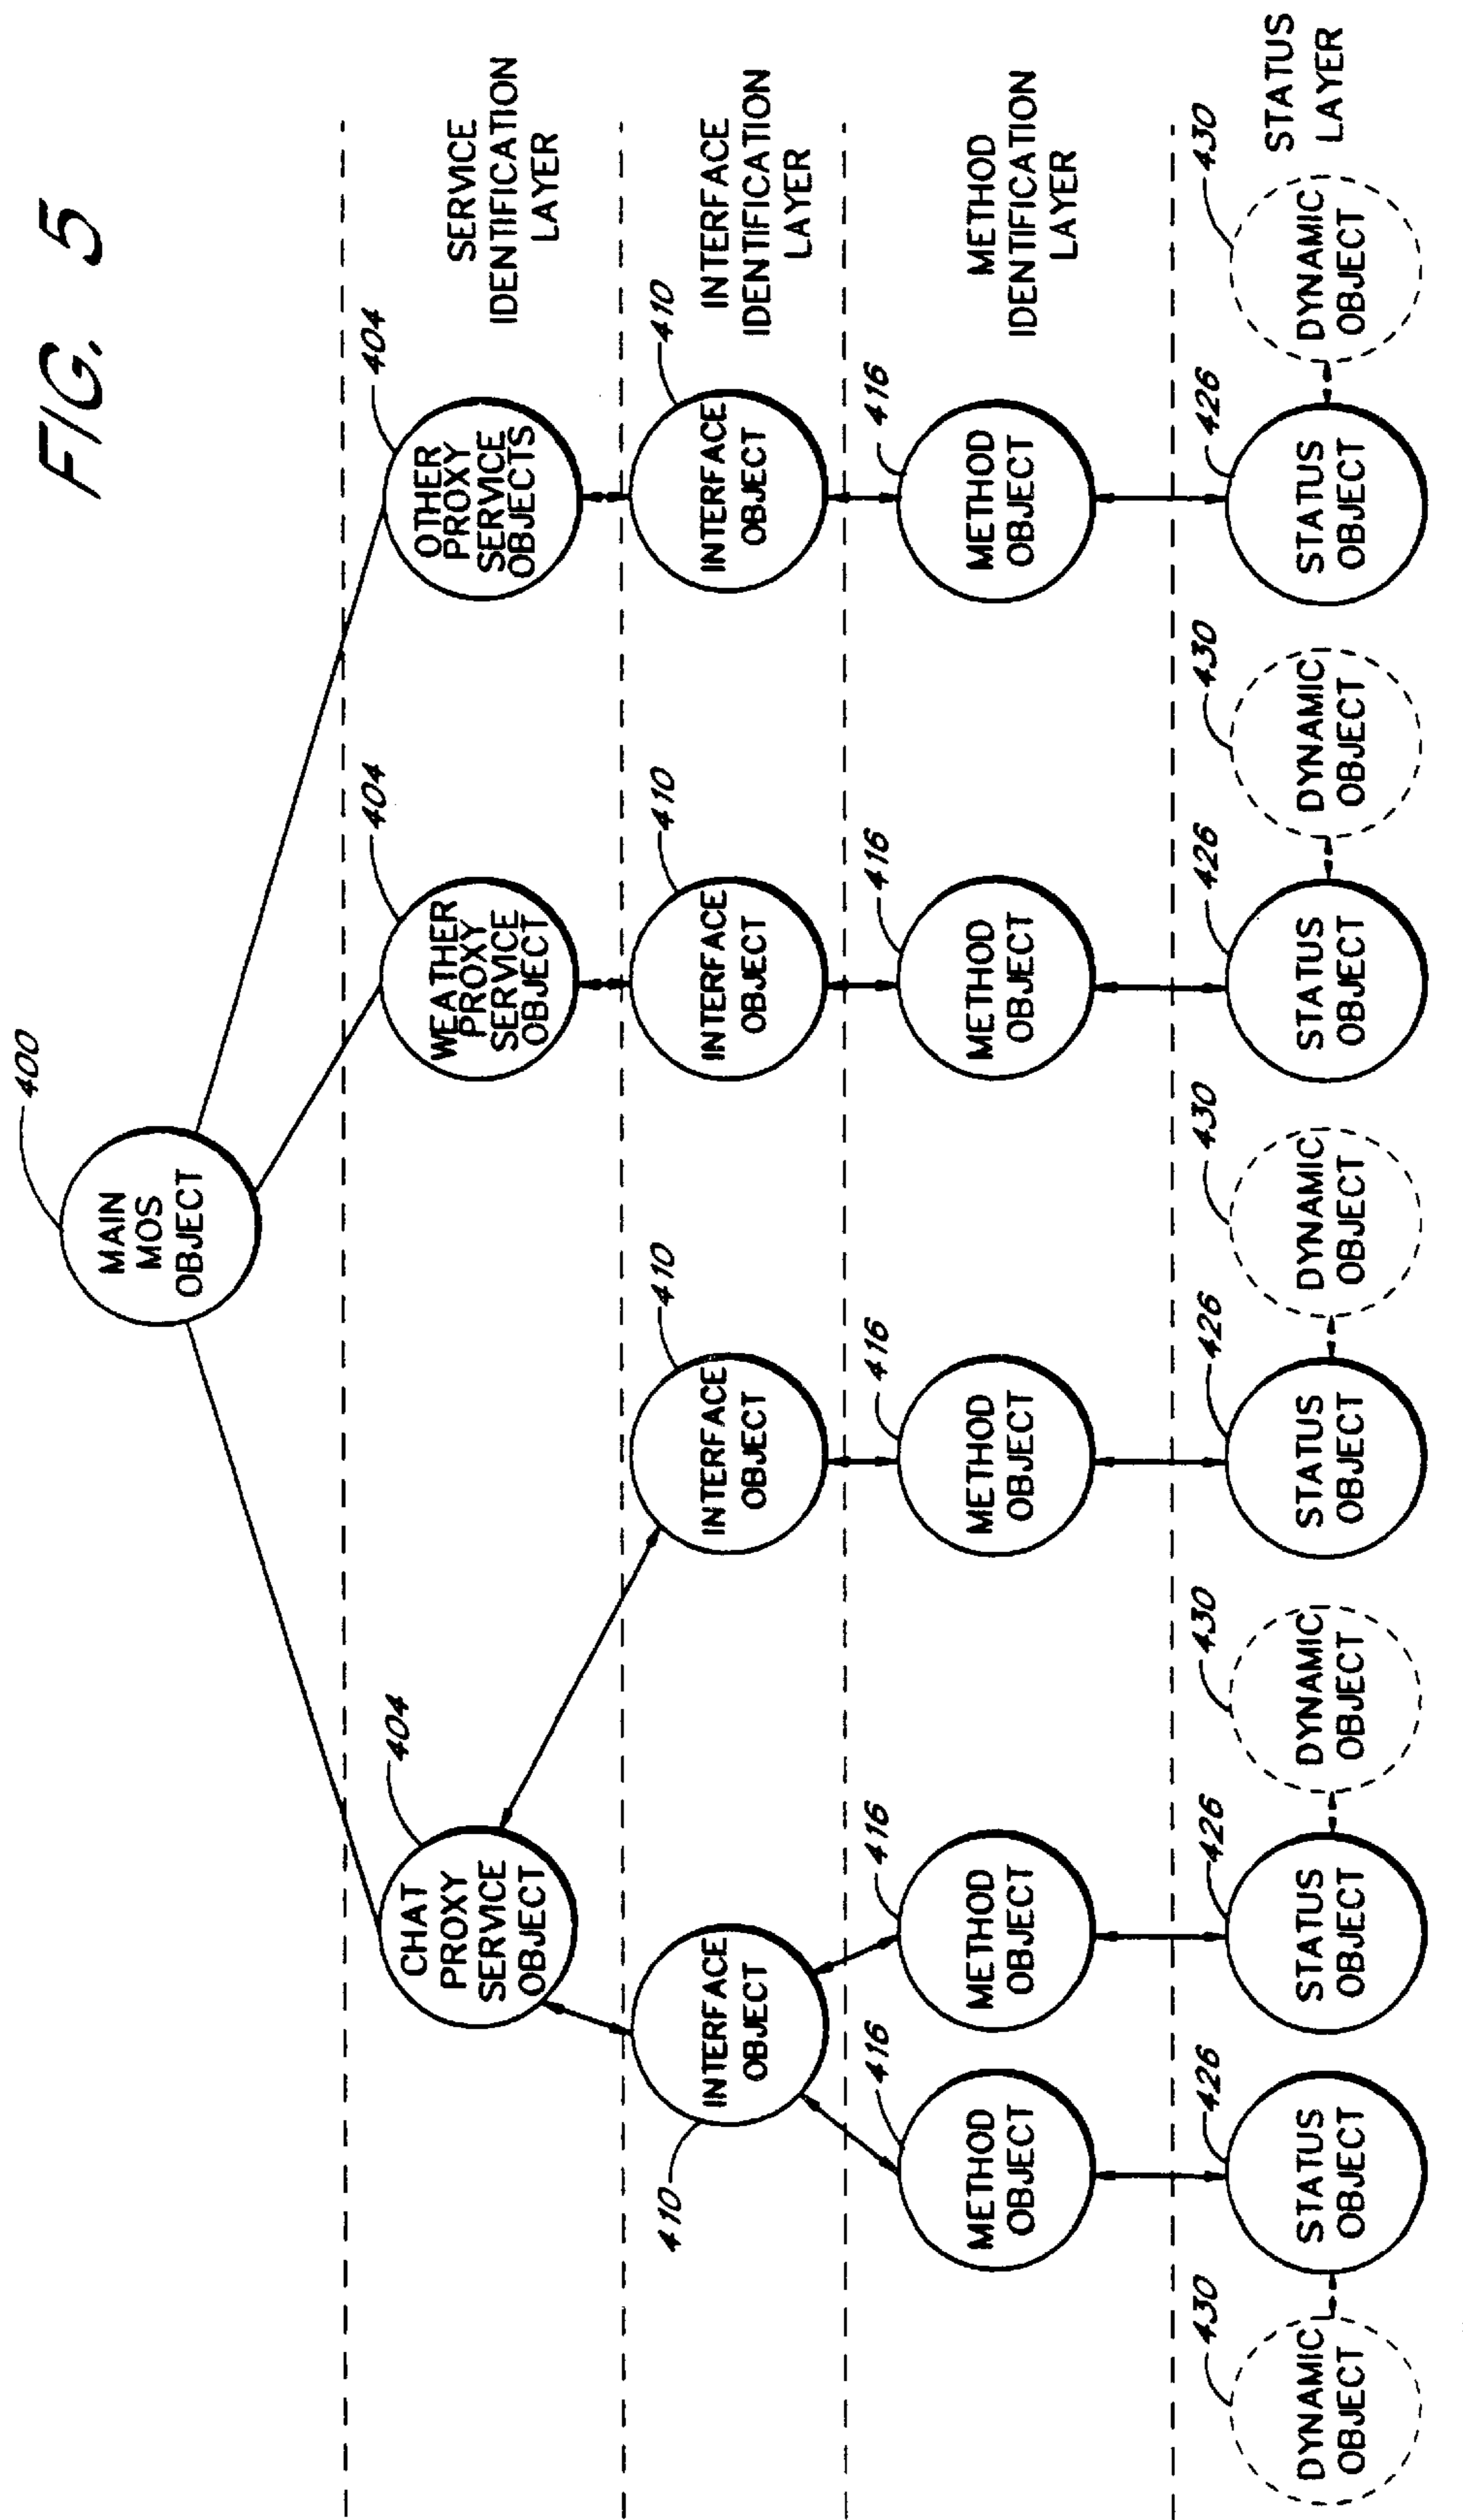 FIG. 5
400
MAIN
MOS
OBJECT
404
CHAT
PROXY
SERVICE
OBJECT
404
WEATHER
PROXY
SERVICE
OBJECT
404
OTHER
PROXY
SERVICE
OBJECTS
SERVICE
IDENTIFICATION
LAYER
410
INTERFACE
OBJECT
410
INTERFACE
OBJECT
410
INTERFACE
OBJECT
410
INTERFACE
OBJECT
INTERFACE
IDENTIFICATION
LAYER
416
METHOD
OBJECT
416
METHOD
OBJECT
416
METHOD
OBJECT
416
METHOD
OBJECT
416
METHOD
OBJECT
METHOD
IDENTIFICATION
LAYER
430
DYNAMIC
OBJECT
426
STATUS
OBJECT
426
STATUS
OBJECT
430
DYNAMIC
OBJECT
426
STATUS
OBJECT
430
DYNAMIC
OBJECT
426
STATUS
OBJECT
430
DYNAMIC
OBJECT
426
STATUS
OBJECT
430
DYNAMIC
OBJECT
STATUS
LAYER